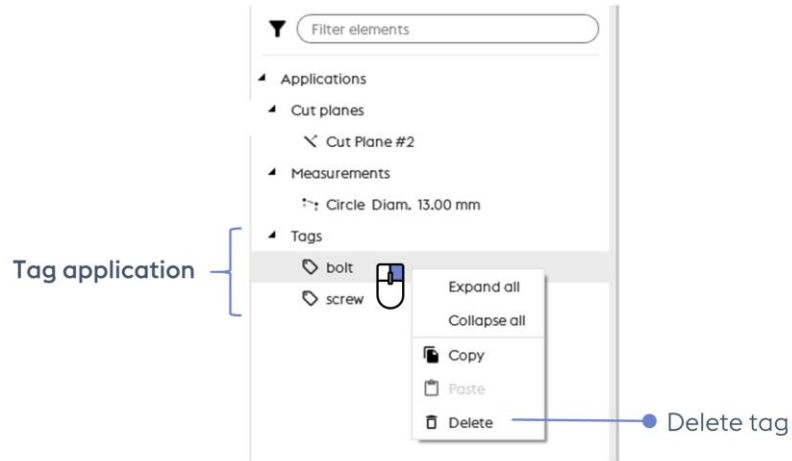 Filter elements
Applications
Cut planes
Cut Plane #2
Measurements
Circle Diam. 13.00 mm
Tags
Tag application
bolt
screw
Expand all
Collapse all
Copy
Paste
Delete
Delete tag